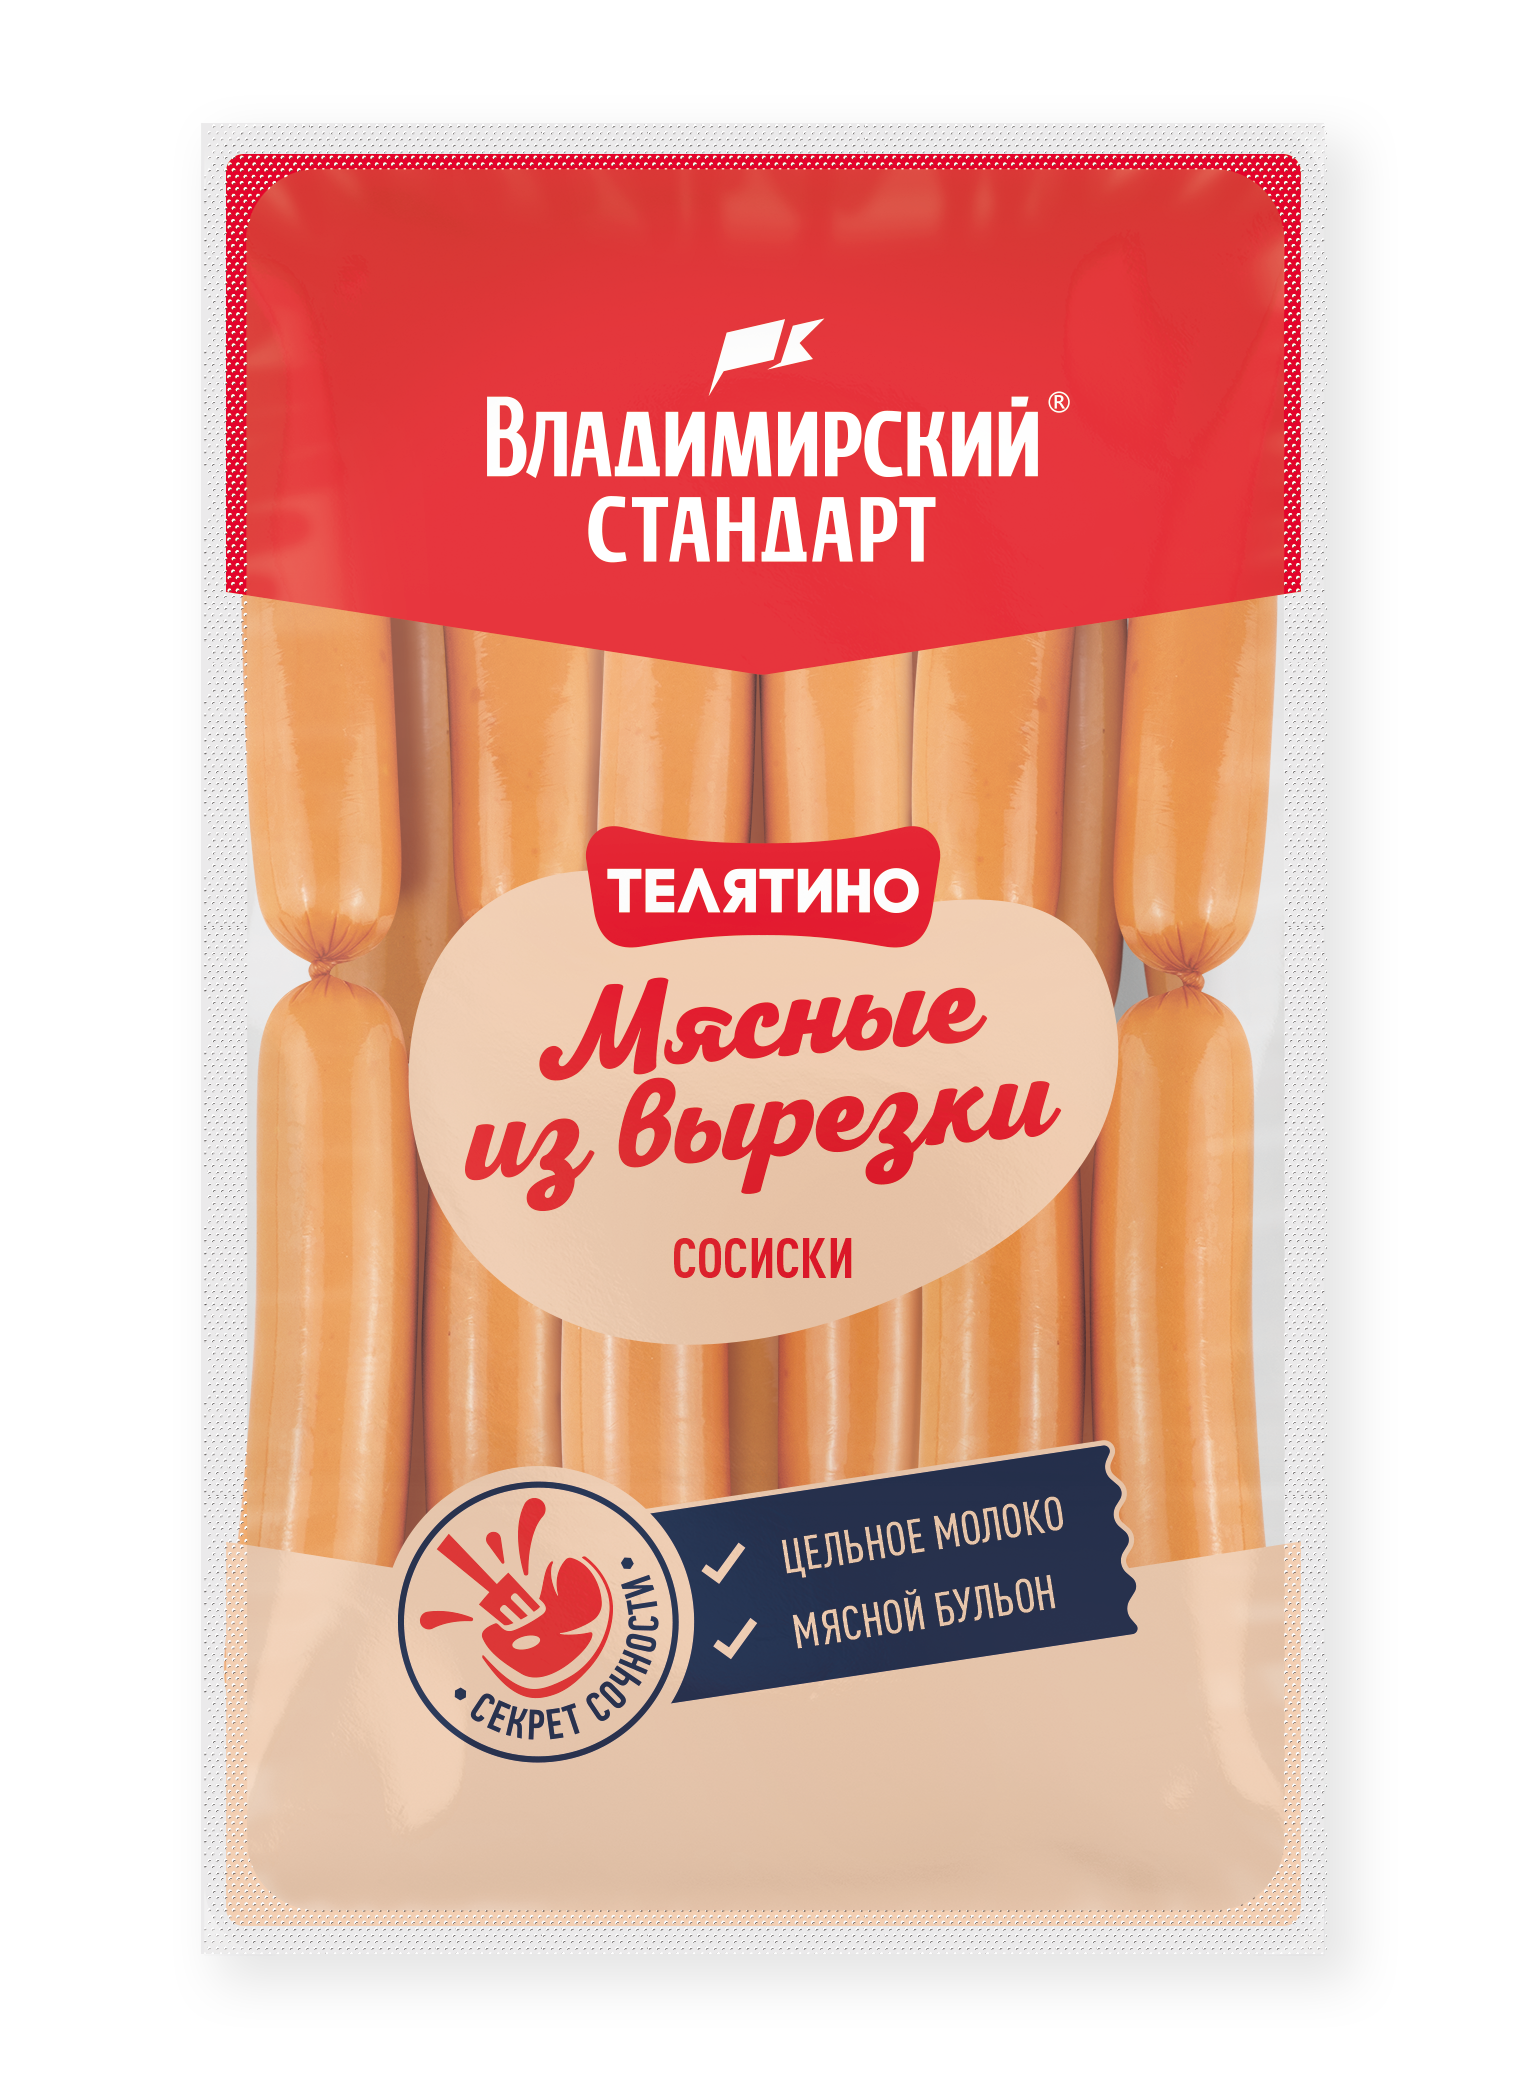 ВЛАДИМИРСКИЙ®
СТАНДАРТ
ТЕЛЯТИНО
Мясные
из вырезки
СОСИСКИ
ЦЕЛЬНОЕ МОЛОКО
МЯСНОЙ БУЛЬОН
• СЕКРЕТ СОЧНОСТИ •